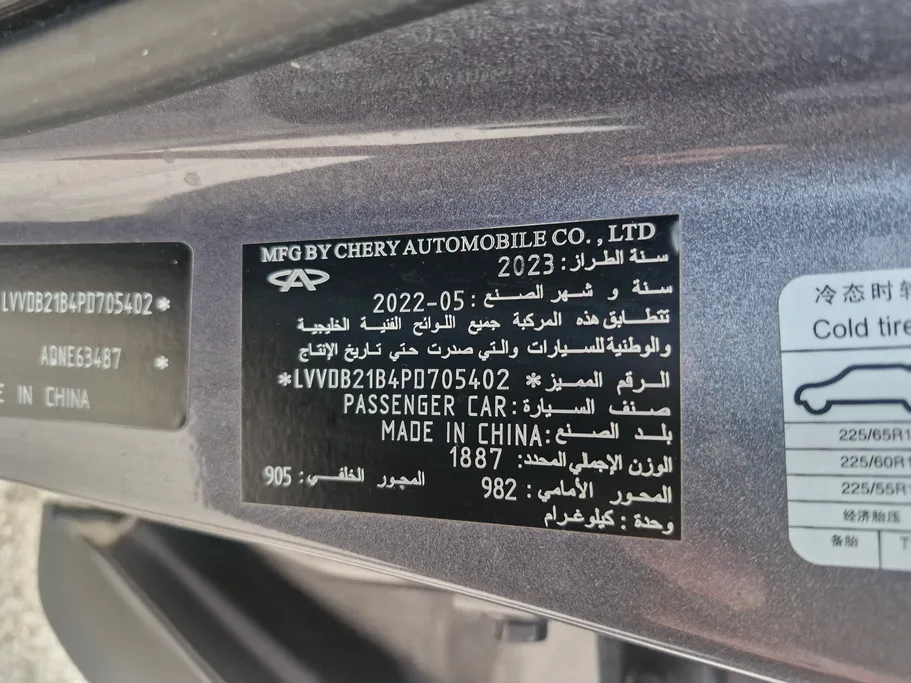 LVVDB21B4PD705402*
*
E IN CHINA
MFG BY CHERY AUTOMOBILE CO., LTD
سنة الطراز: 2023
سنة و شهر الصنع: 2022-05
تتطابق هذه المركبة جميع اللوائح الفنية الخليجية
والوطنية للسيارات والتي صدرت حتي تاريخ الإنتاج
الرقم المميز *LVVDB21B4PD705402*
صنف السيارة: PASSENGER CAR
بلد الصنع: MADE IN CHINA
الوزن الإجمالي المحدد: 1887
المحور الأمامي: 982 المحور الخلفي: 905
وحدة: كيلوغرام
冷态时轮
Cold tire
225/65R1
225/60R1
225/55R1
经济胎压
备胎 T